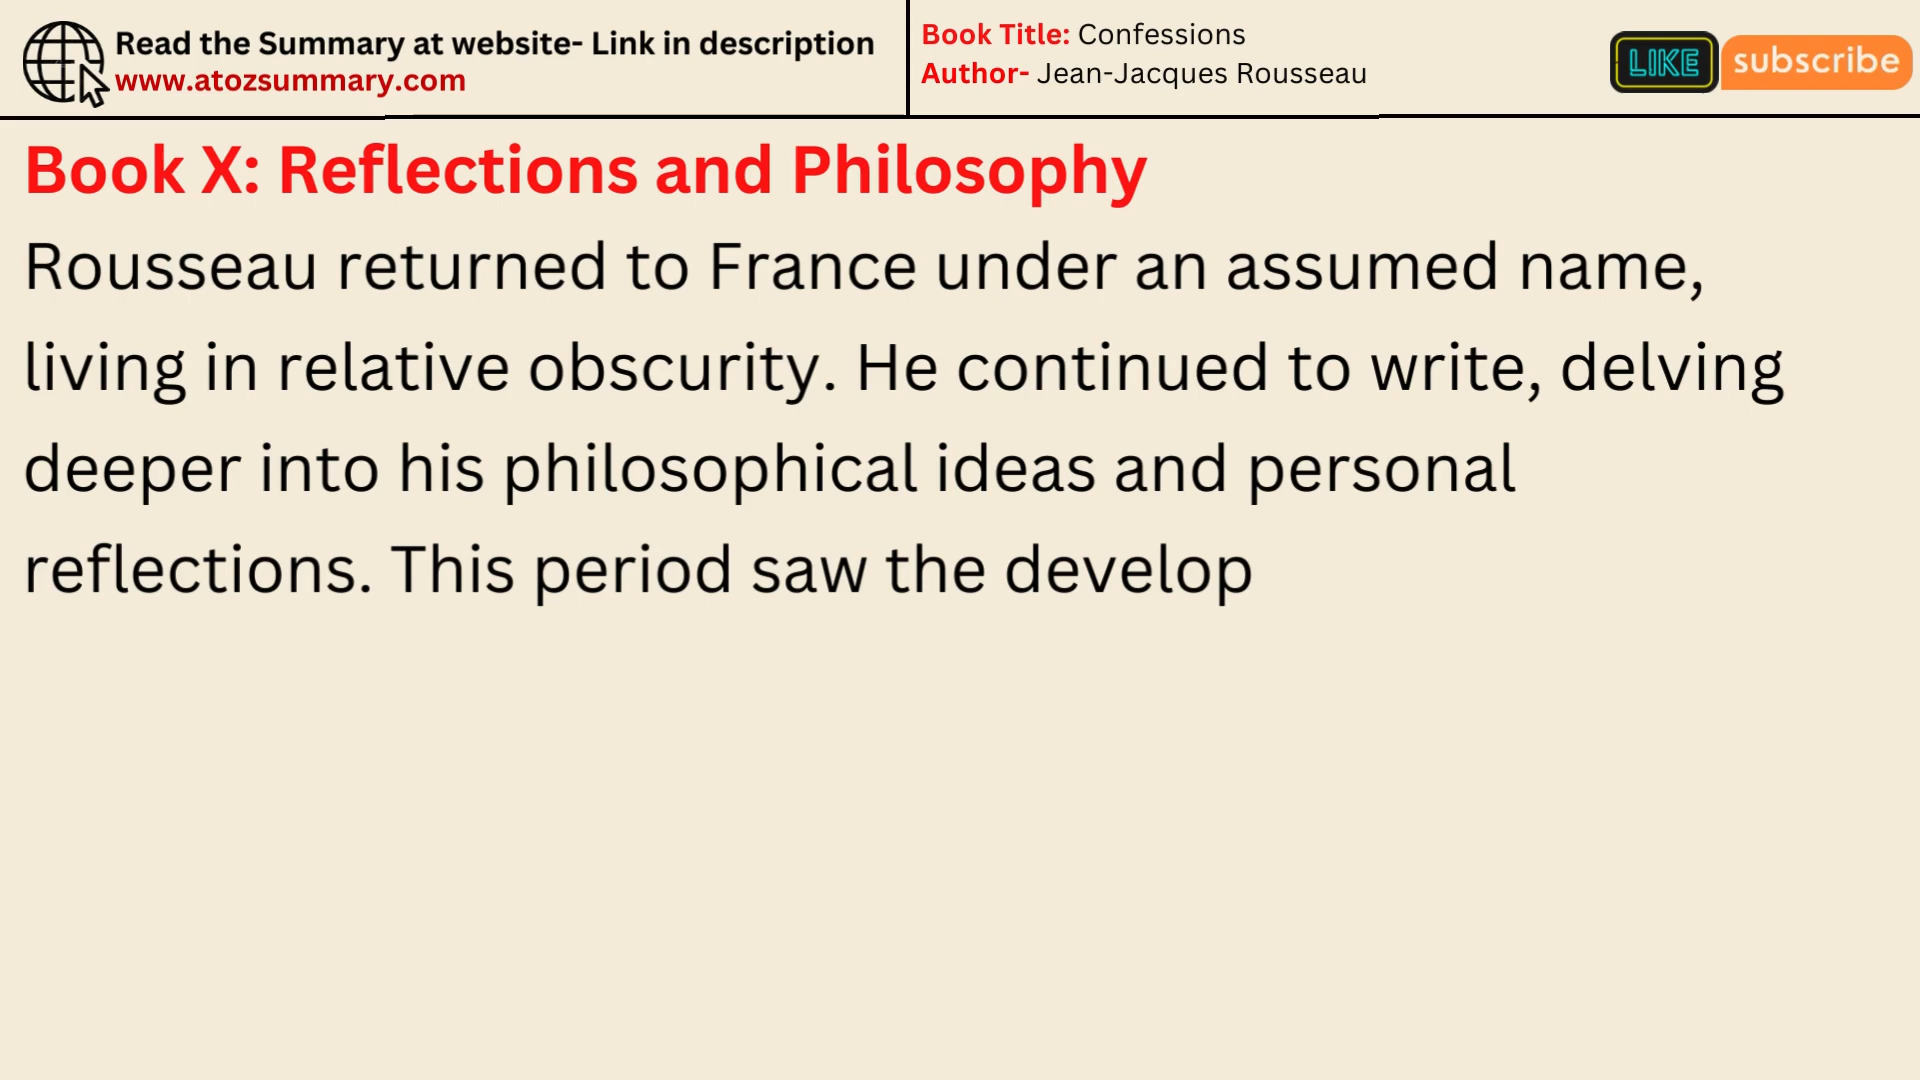 Read the Summary at website- Link in description
www.atozsummary.com
Book Title: Confessions
Author- Jean-Jacques Rousseau
LIKE
subscribe
Book X: Reflections and Philosophy
Rousseau returned to France under an assumed name,
living in relative obscurity. He continued to write, delving
deeper into his philosophical ideas and personal
reflections. This period saw the develop